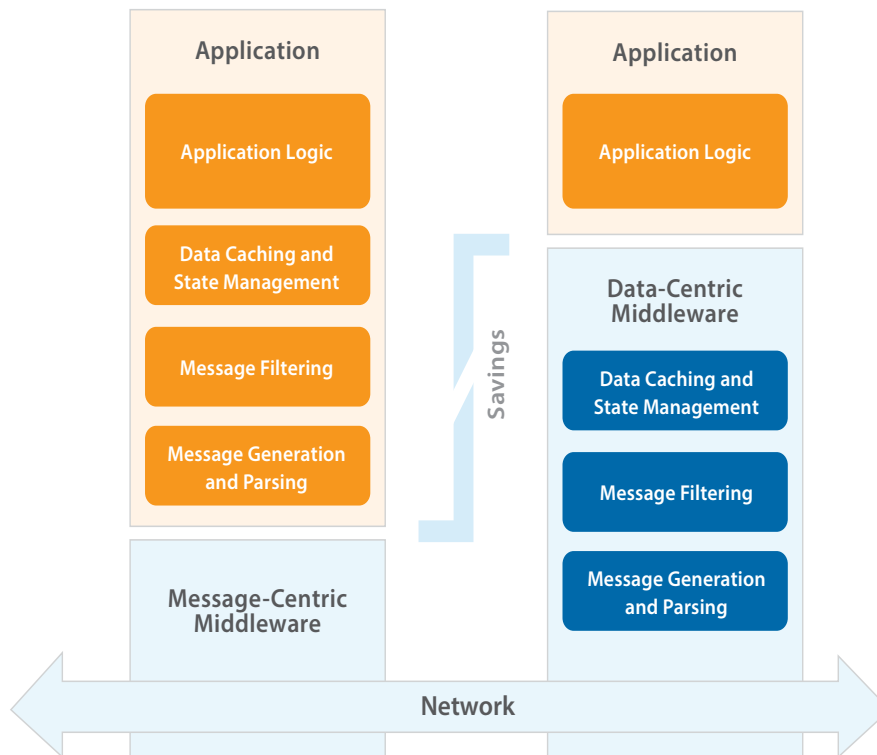 Application
Application Logic
Data Caching and
State Management
Message Filtering
Message Generation
and Parsing
Message-Centric
Middleware
Savings
Application
Application Logic
Data-Centric
Middleware
Data Caching and
State Management
Message Filtering
Message Generation
and Parsing
Network